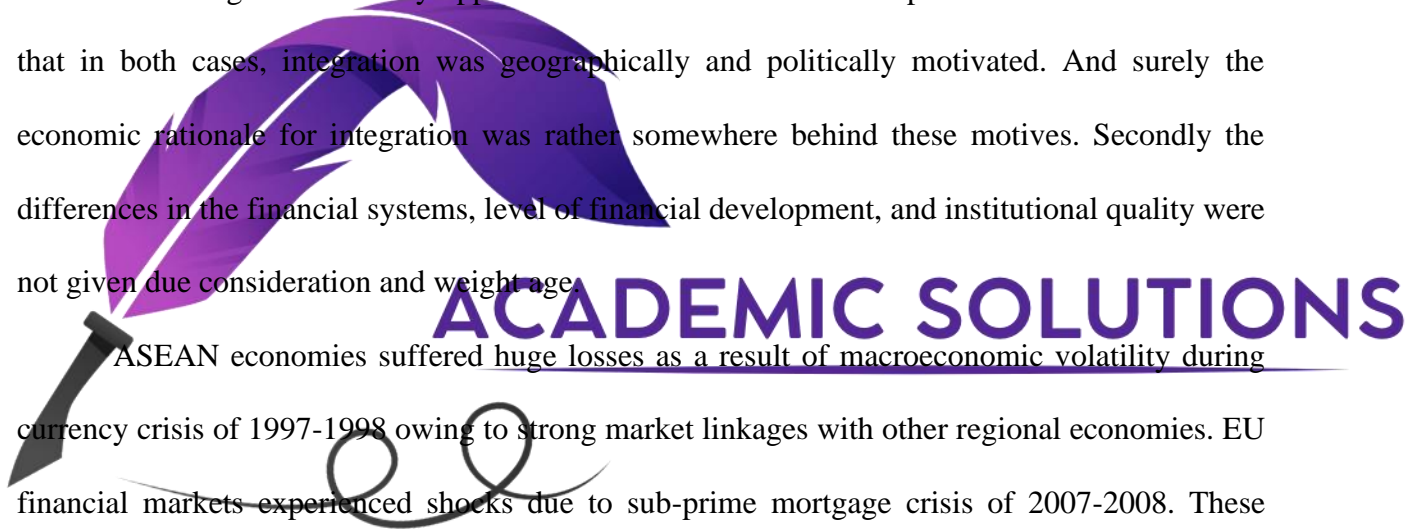 that in both cases, integration was geographically and politically motivated. And surely the
economic rationale for integration was rather somewhere behind these motives. Secondly the
differences in the financial systems, level of financial development, and institutional quality were
not given due consideration and weight age.
ACADEMIC SOLUTIONS
ASEAN economies suffered huge losses as a result of macroeconomic volatility during
currency crisis of 1997-1998 owing to strong market linkages with other regional economies. EU
financial markets experienced shocks due to sub-prime mortgage crisis of 2007-2008. These